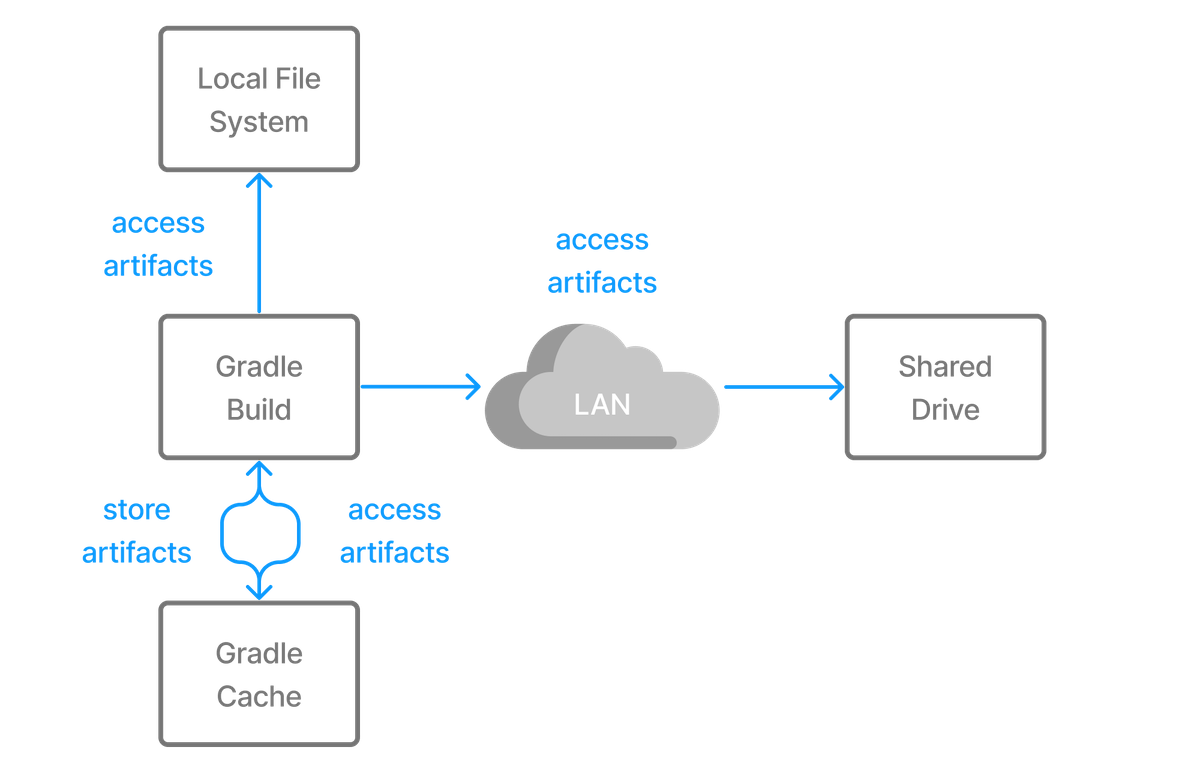 Local File
System
access
artifacts
access
artifacts
Gradle
Build
LAN
Shared
Drive
store
artifacts
access
artifacts
Gradle
Cache